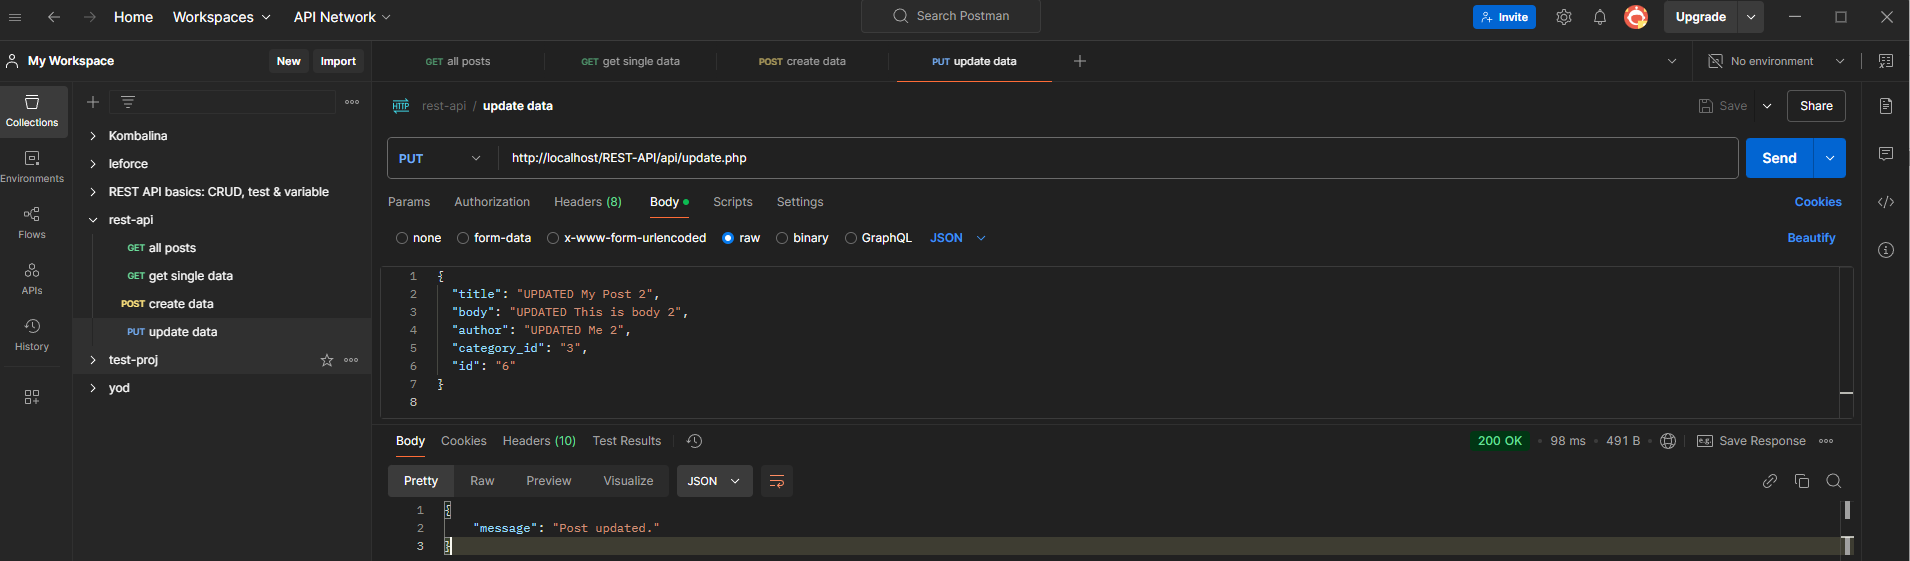 Home Workspaces API Network Search Postman Invite Upgrade
My Workspace New Import GET all posts GET get single data POST create data PUT update data No environment
Collections
Environments
Flows
APIs
History
Kombalina
leforce
REST API basics: CRUD, test & variable
rest-api
GET all posts
GET get single data
POST create data
PUT update data
test-proj
yod
HTTP rest-api / update data Save Share
PUT http://localhost/REST-API/api/update.php Send
Params Authorization Headers (8) Body Scripts Settings Cookies
none form-data x-www-form-urlencoded raw binary GraphQL JSON Beautify
1 {
2 "title": "UPDATED My Post 2",
3 "body": "UPDATED This is body 2",
4 "author": "UPDATED Me 2",
5 "category_id": "3",
6 "id": "6"
7 }
8
Body Cookies Headers (10) Test Results 200 OK 98 ms 491 B e.g. Save Response
Pretty Raw Preview Visualize JSON
1 {
2 "message": "Post updated."
3 }